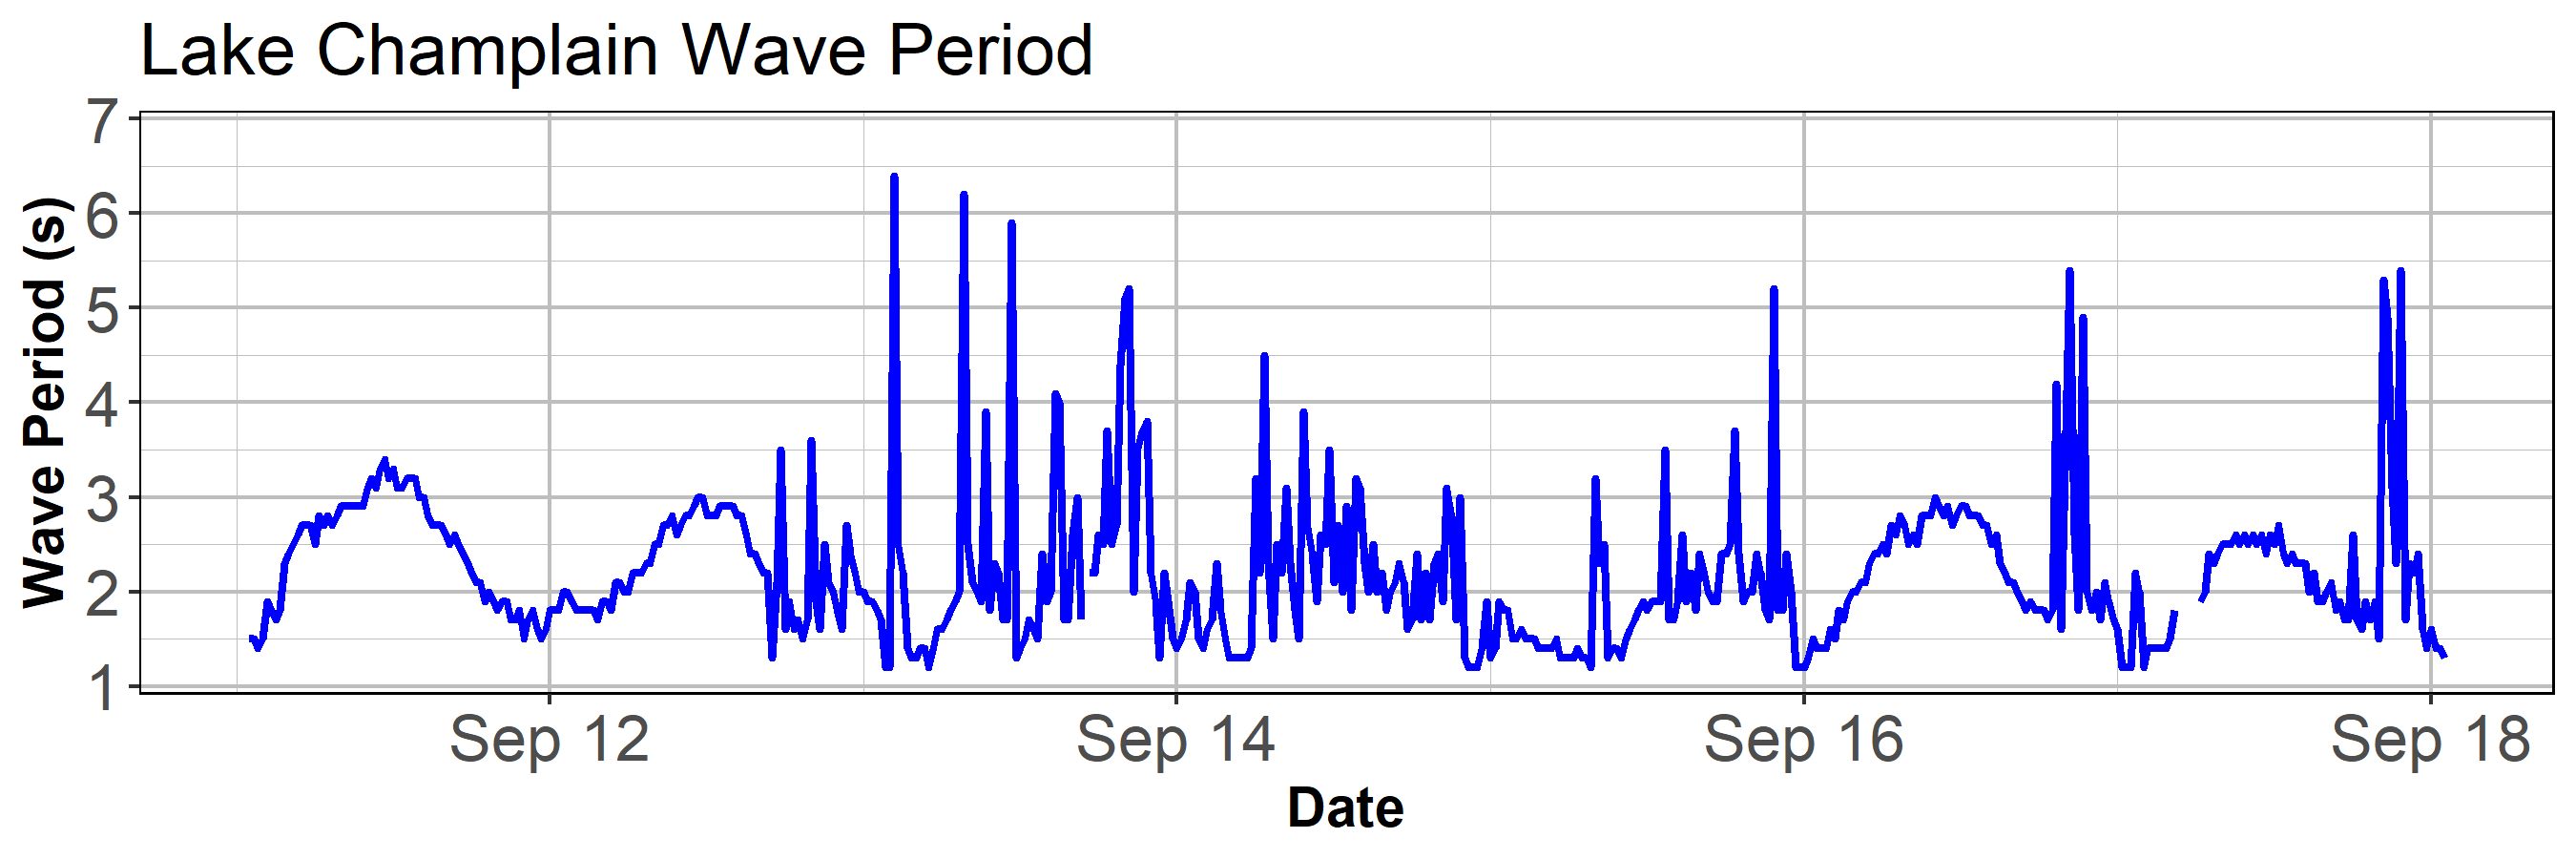 Lake Champlain Wave Period
Wave Period (s)
7
6
5
4
3
2
1
Sep 12
Sep 14
Sep 16
Sep 18
Date